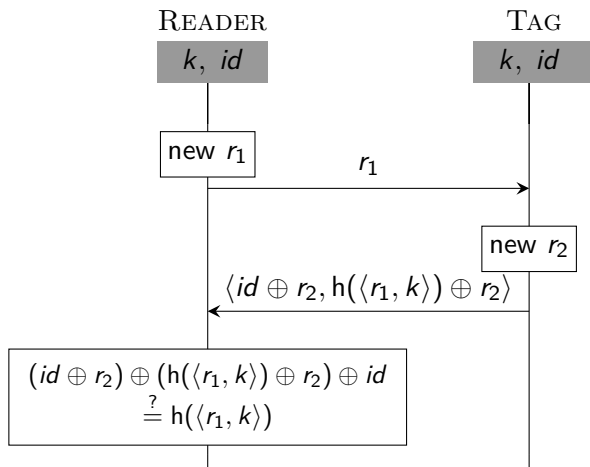 READER
TAG
k, id
k, id
new r₁
r₁
new r₂
⟨id ⊕ r₂, h(⟨r₁, k⟩) ⊕ r₂⟩
(id ⊕ r₂) ⊕ (h(⟨r₁, k⟩) ⊕ r₂) ⊕ id
≟ h(⟨r₁, k⟩)